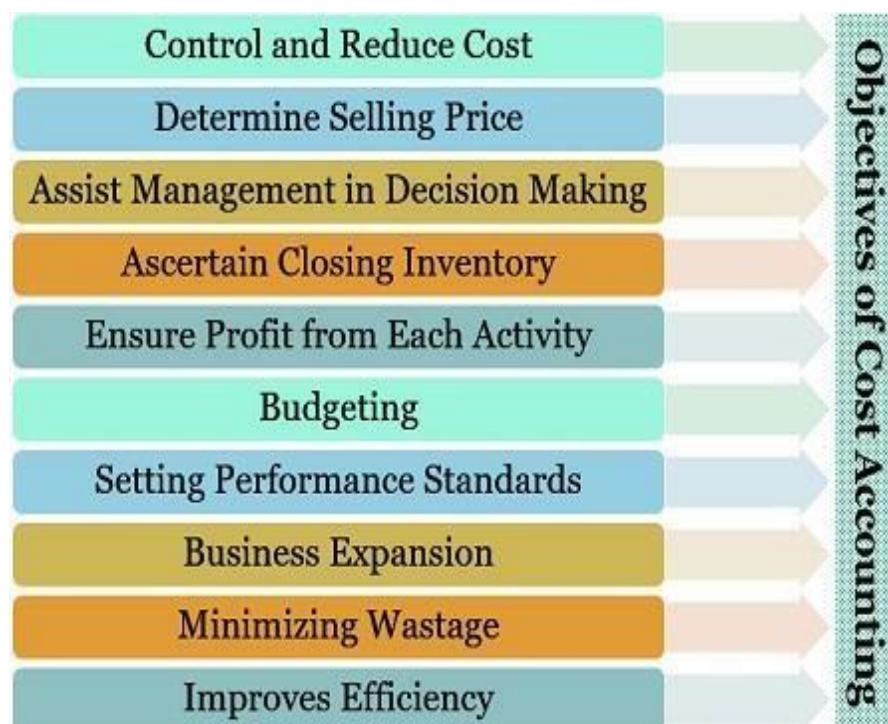 Control and Reduce Cost
Determine Selling Price
Assist Management in Decision Making
Ascertain Closing Inventory
Ensure Profit from Each Activity
Budgeting
Setting Performance Standards
Business Expansion
Minimizing Wastage
Improves Efficiency
Objectives of Cost Accounting